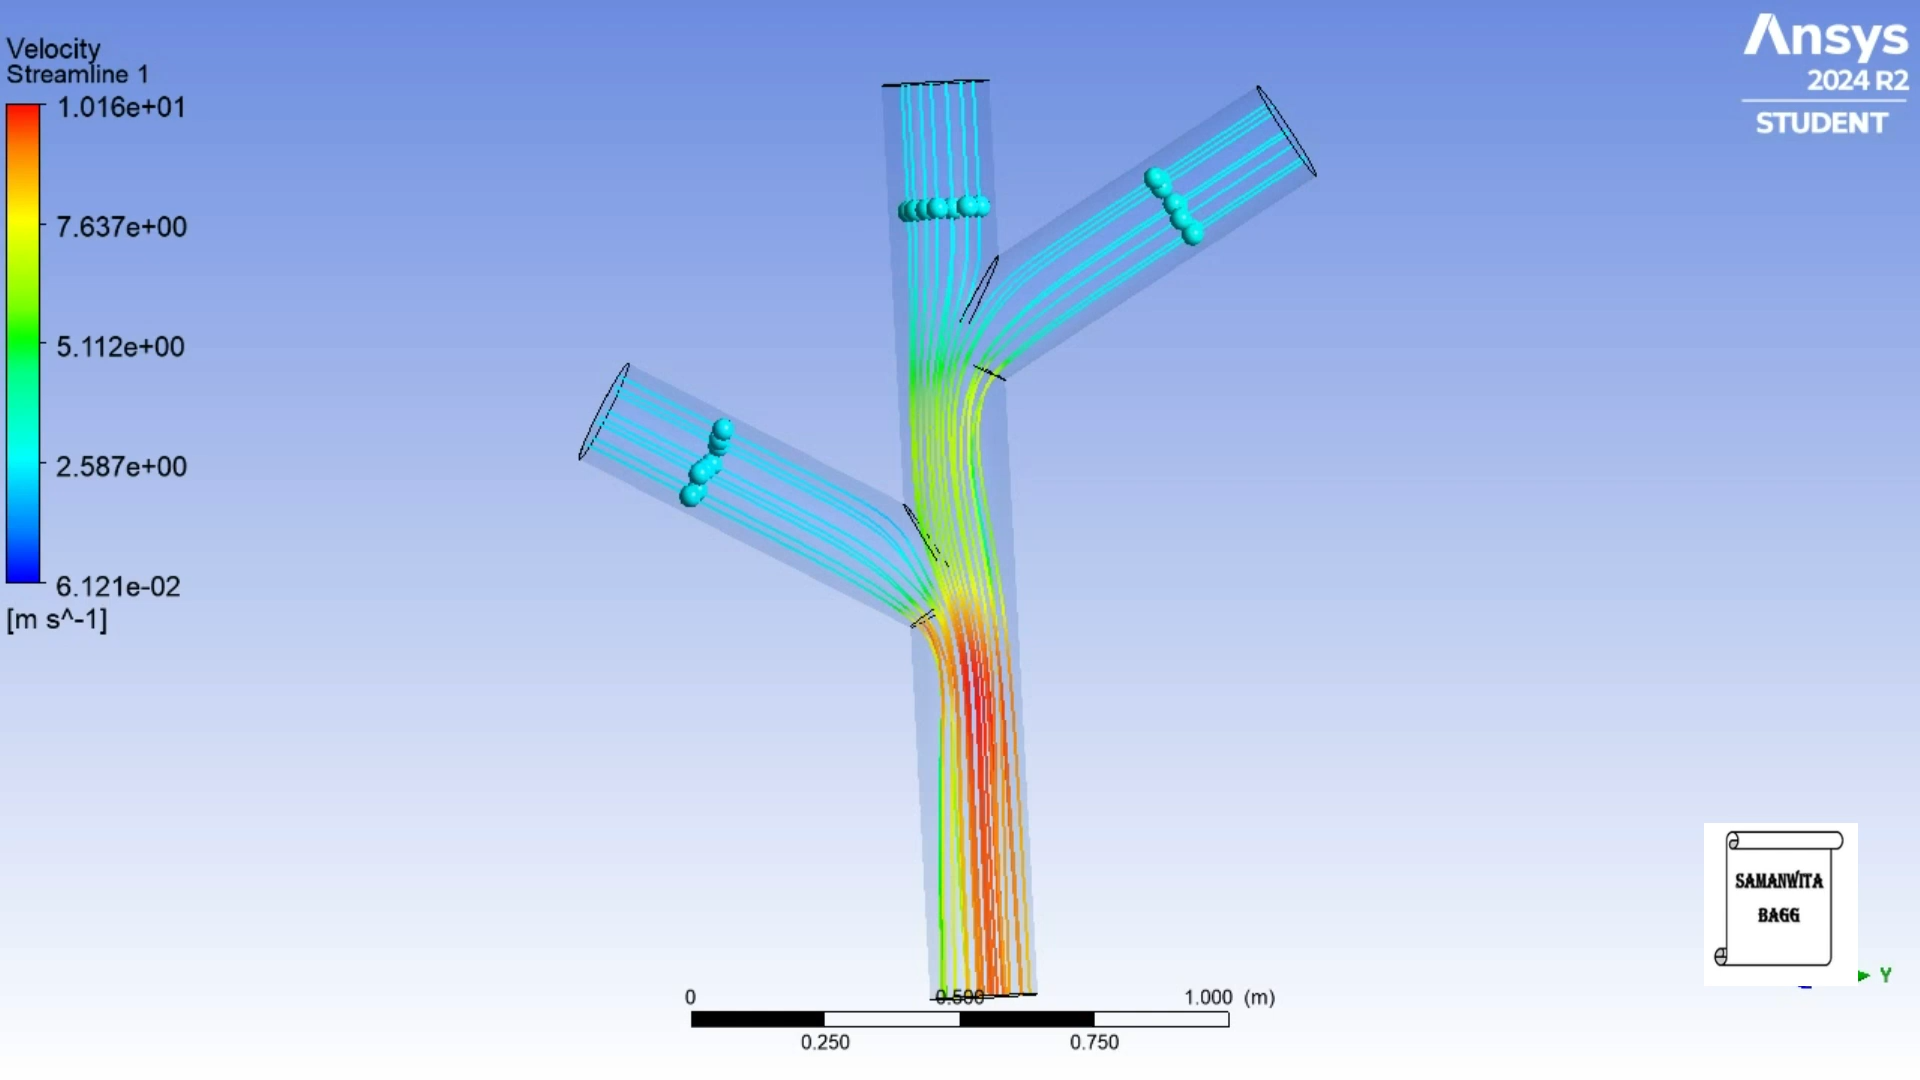 Velocity
Streamline 1
1.016e+01
7.637e+00
5.112e+00
2.587e+00
6.121e-02
[m s^-1]
Ansys
2024 R2
STUDENT
SAMANWITA
BAGG
Y
0 0.500 1.000 (m)
0.250 0.750